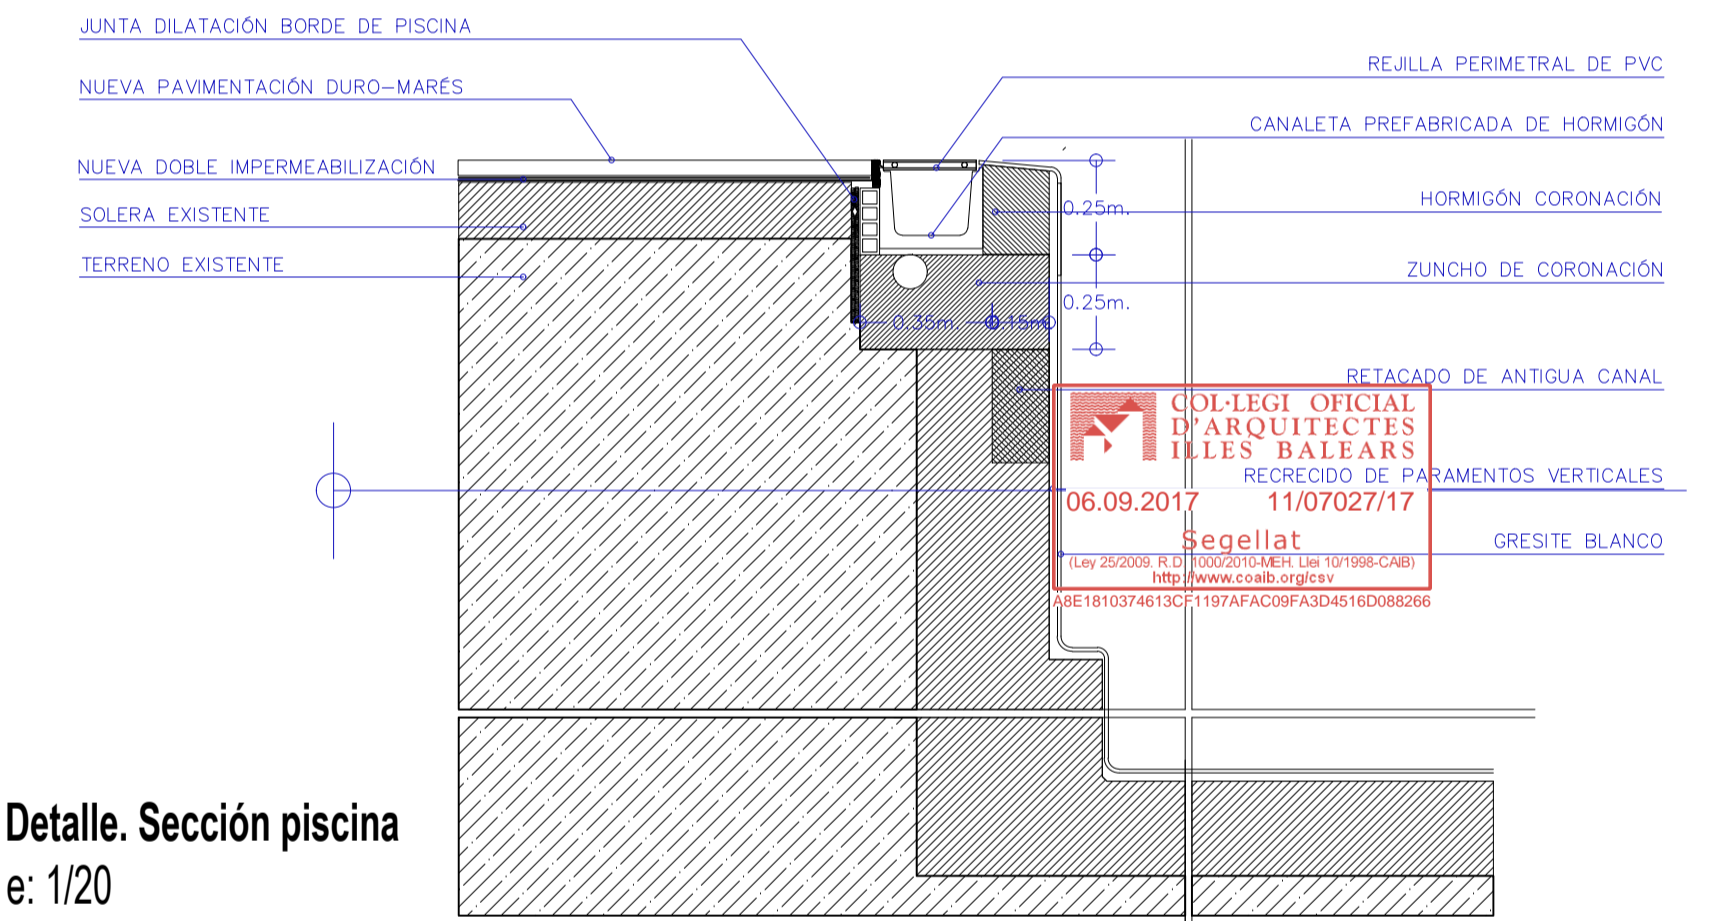 JUNTA DILATACIÓN BORDE DE PISCINA
NUEVA PAVIMENTACIÓN DURO-MARÉS
NUEVA DOBLE IMPERMEABILIZACIÓN
SOLERA EXISTENTE
TERRENO EXISTENTE
REJILLA PERIMETRAL DE PVC
CANALETA PREFABRICADA DE HORMIGÓN
HORMIGÓN CORONACIÓN
0.25m.
ZUNCHO DE CORONACIÓN
0.25m.
0.35m.
0.15m
RETACADO DE ANTIGUA CANAL
COL·LEGI OFICIAL
D'ARQUITECTES
ILLES BALEARS
RECRECIDO DE PARAMENTOS VERTICALES
06.09.2017 11/07027/17
Segellat
GRESITE BLANCO
(Ley 25/2009. R.D. 1000/2010-MEH. Llei 10/1998-CAIB)
http://www.coaib.org/csv
A8E1810374613CF1197AFAC09FA3D4516D088266
Detalle. Sección piscina
e: 1/20